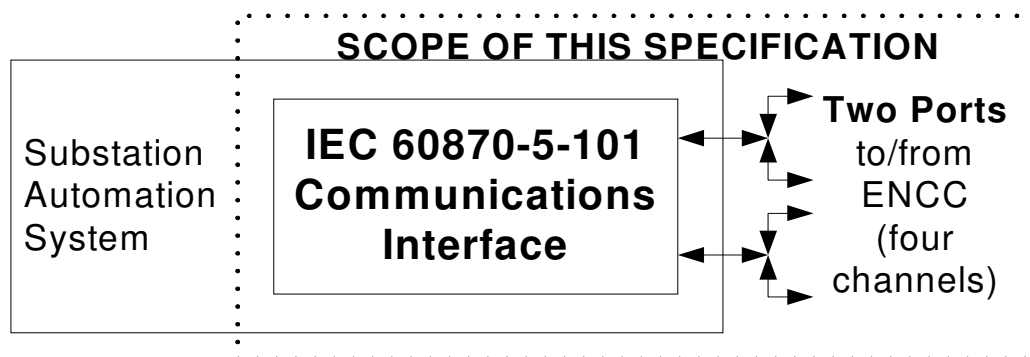 SCOPE OF THIS SPECIFICATION
Substation
Automation
System
IEC 60870-5-101
Communications
Interface
Two Ports
to/from
ENCC
(four
channels)